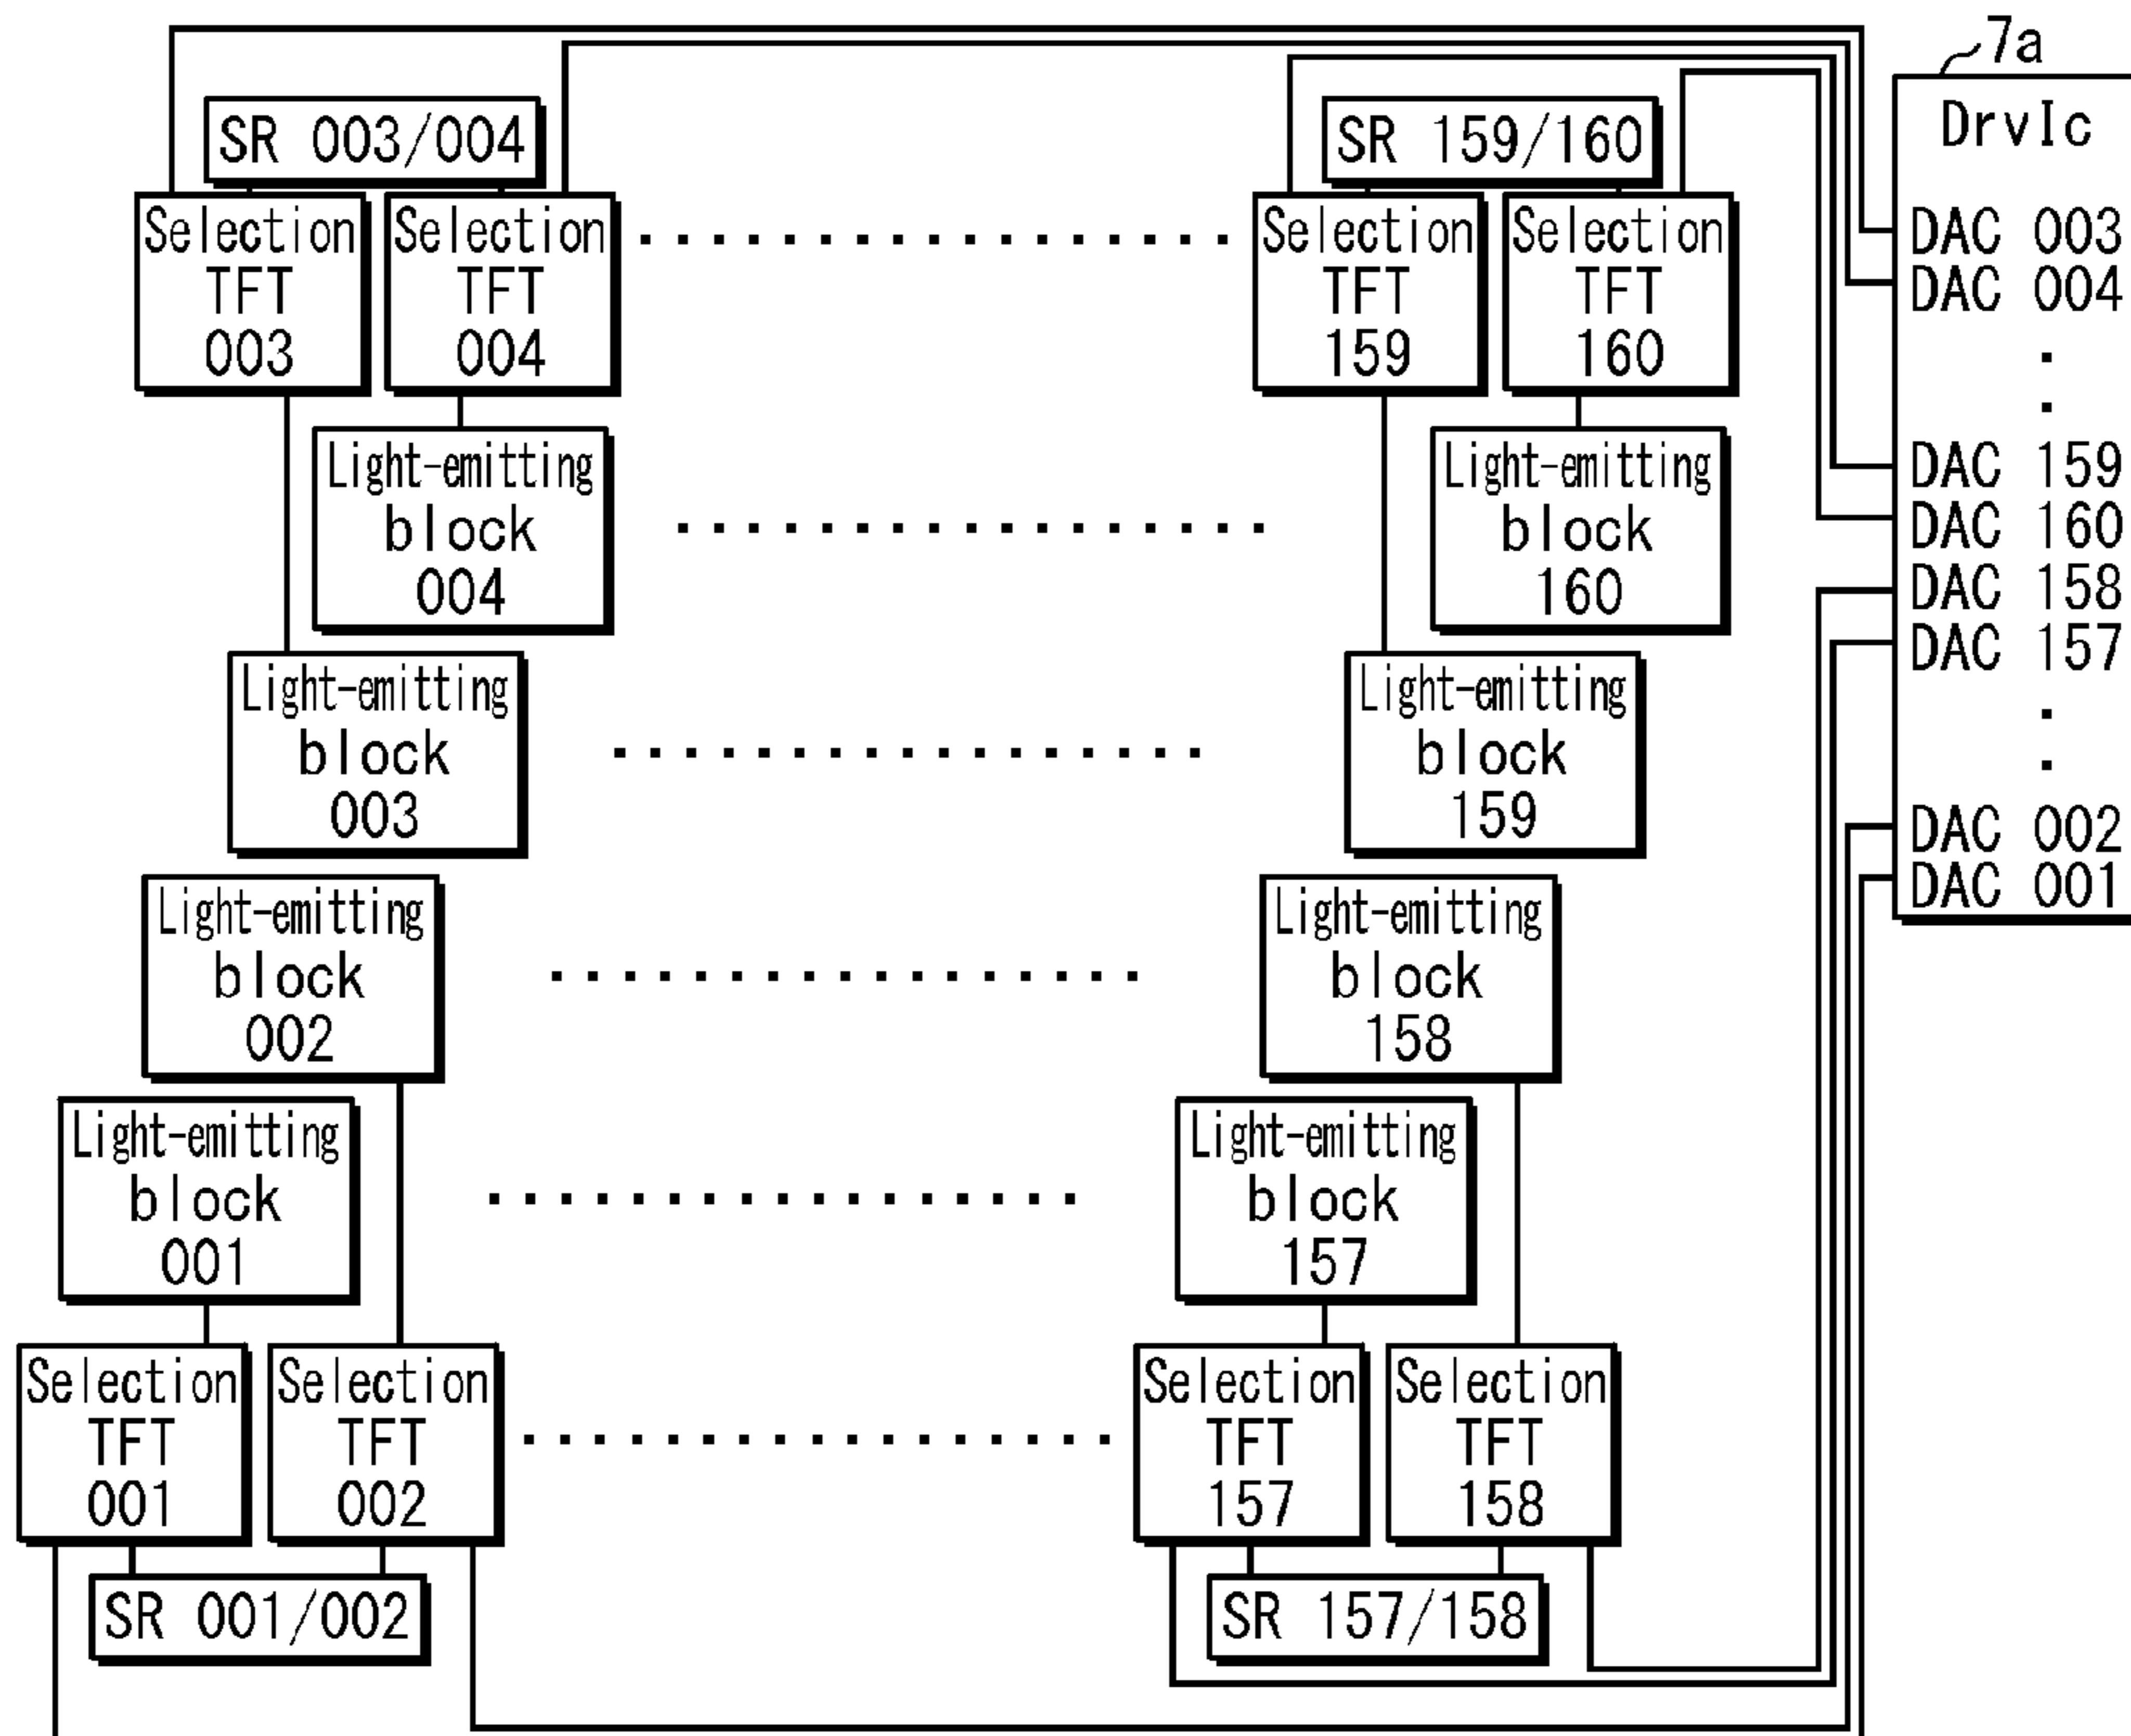 7a
DrvIc
DAC 003
DAC 004
DAC 159
DAC 160
DAC 158
DAC 157
DAC 002
DAC 001
SR 003/004
SR 159/160
Selection
TFT
003
Selection
TFT
004
Selection
TFT
159
Selection
TFT
160
Light-emitting
block
004
Light-emitting
block
160
Light-emitting
block
003
Light-emitting
block
159
Light-emitting
block
002
Light-emitting
block
158
Light-emitting
block
001
Light-emitting
block
157
Selection
TFT
001
Selection
TFT
002
Selection
TFT
157
Selection
TFT
158
SR 001/002
SR 157/158